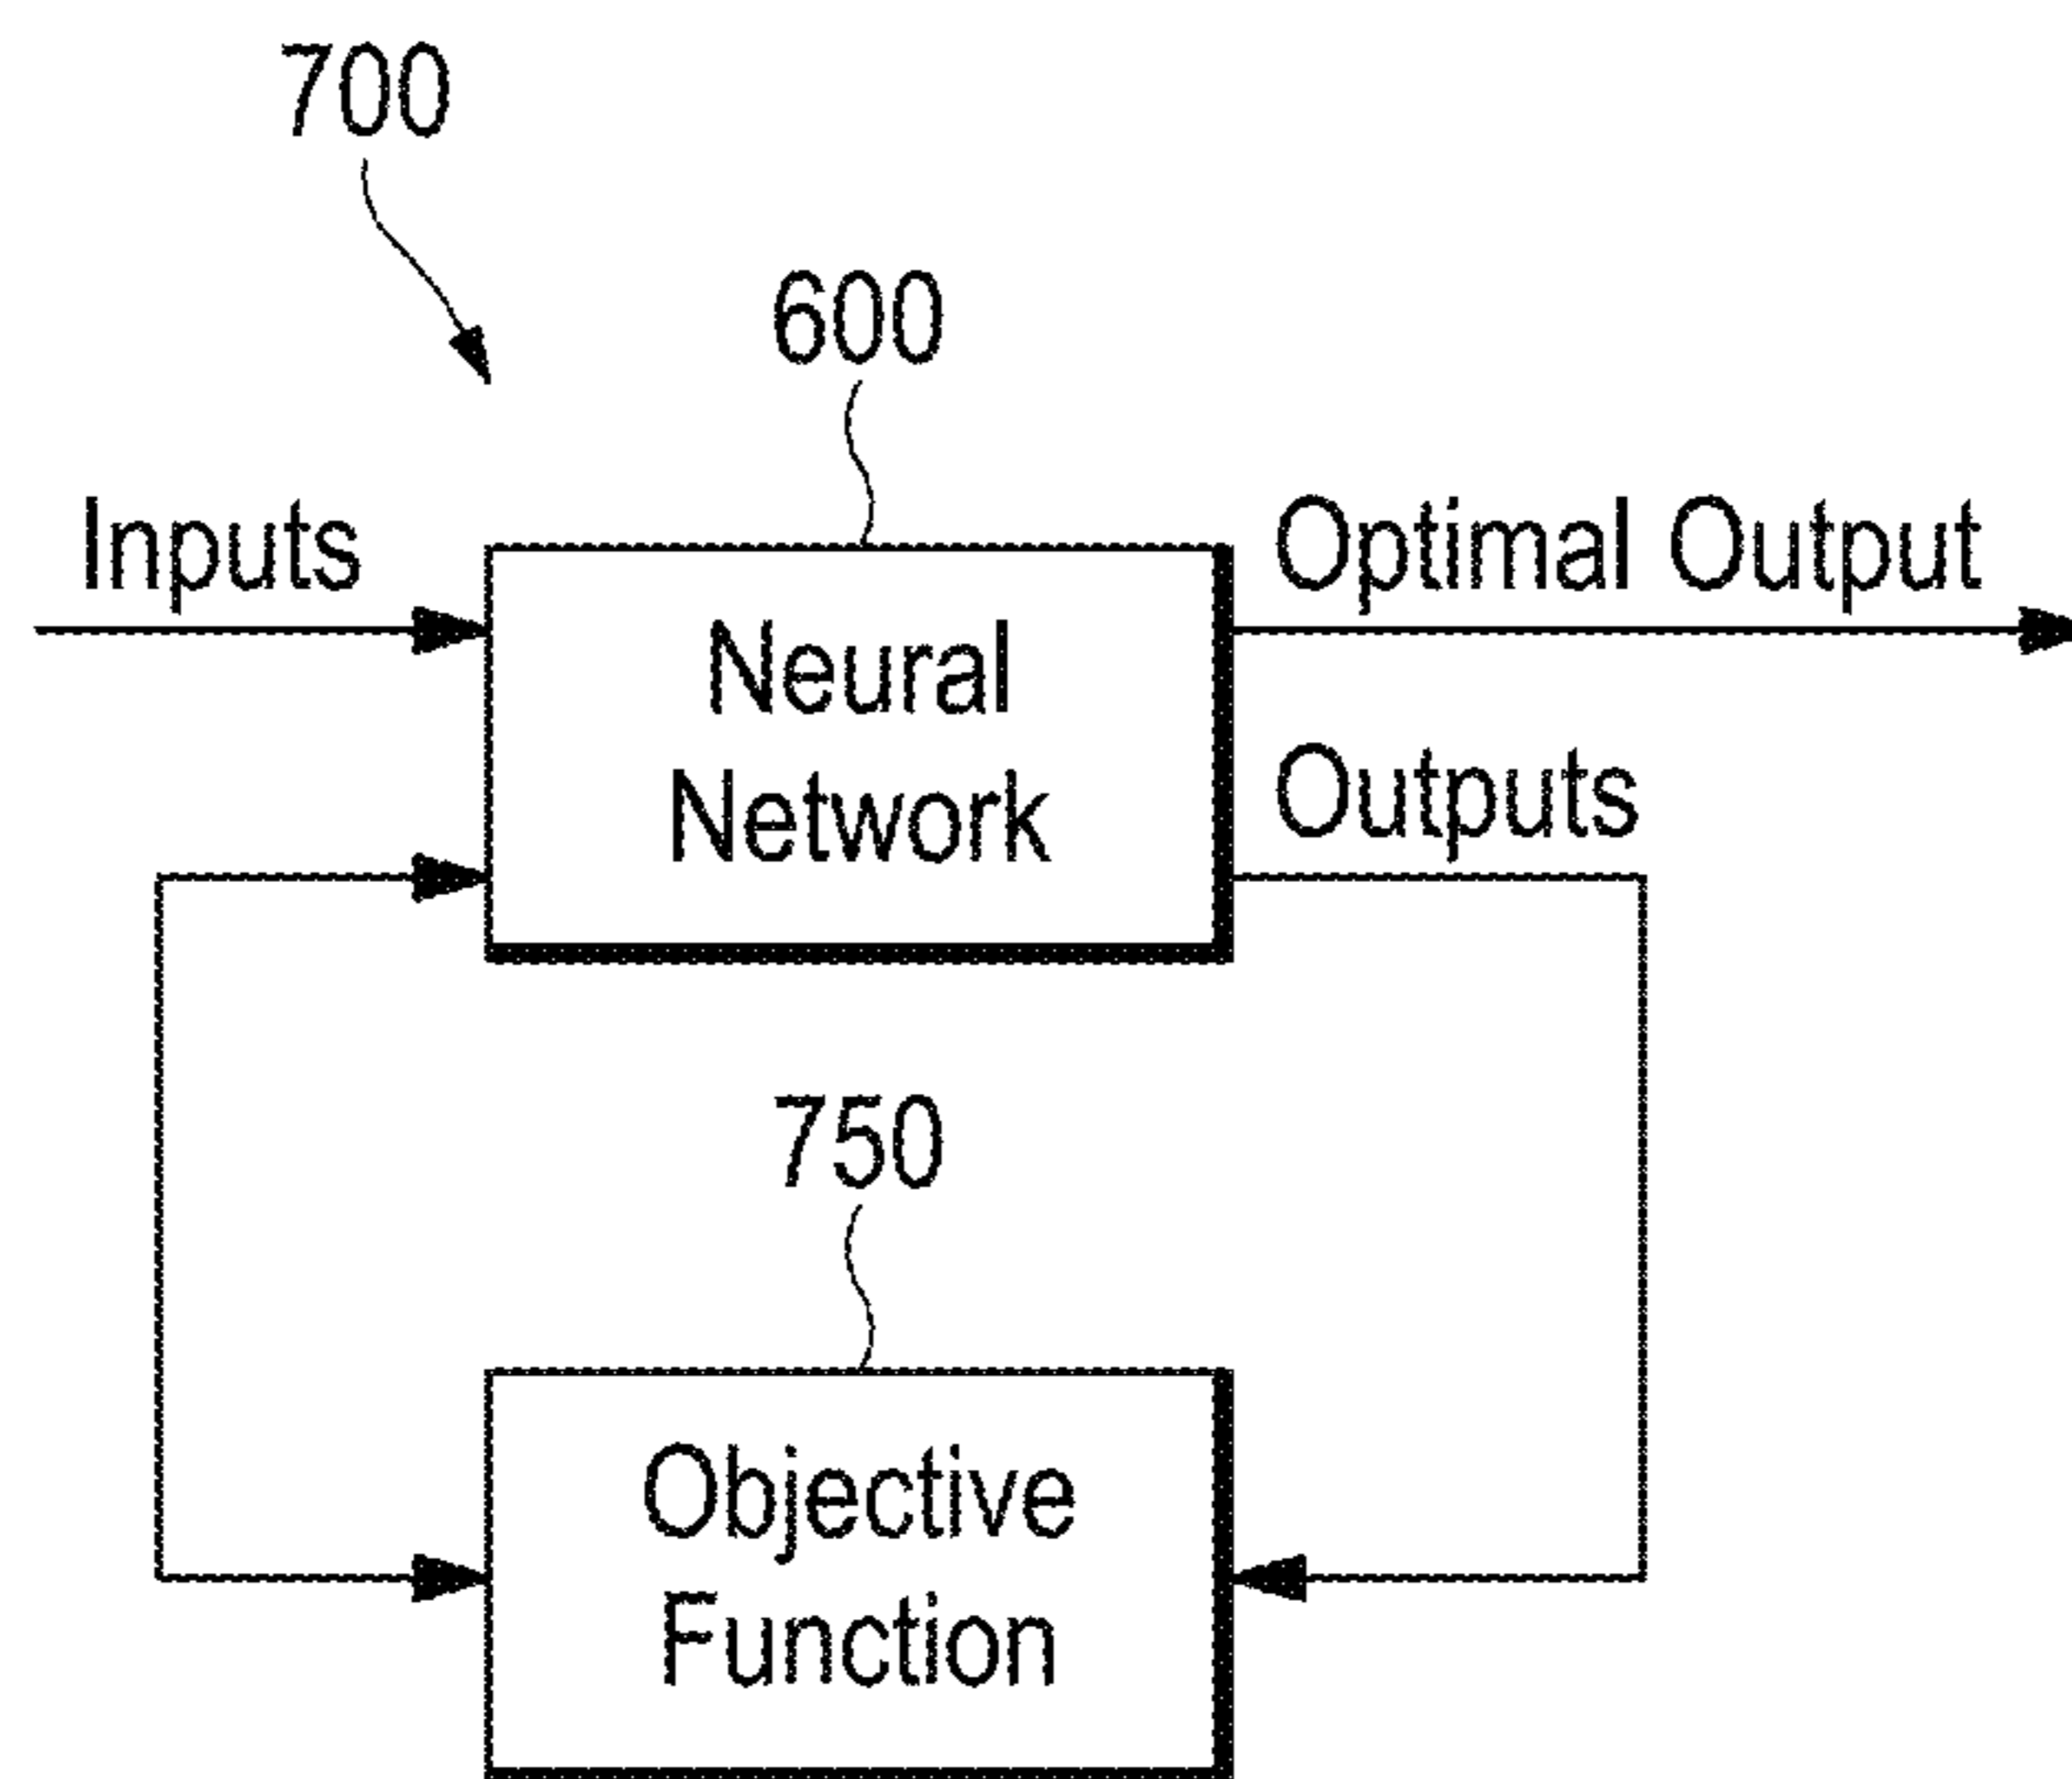 700
600
Inputs
Optimal Output
Neural
Network
Outputs
750
Objective
Function